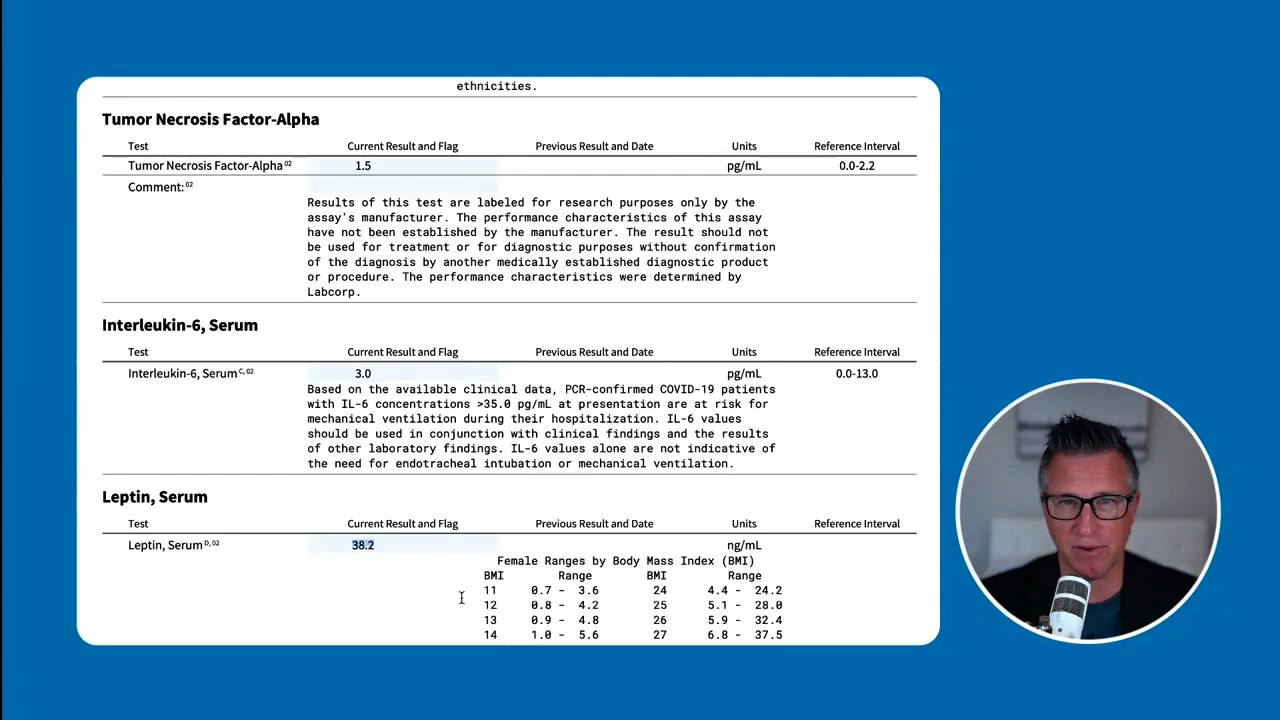 ethnicities.
Tumor Necrosis Factor-Alpha
Test Current Result and Flag Previous Result and Date Units Reference Interval
Tumor Necrosis Factor-Alpha 02 1.5 pg/mL 0.0-2.2
Comment: 02
Results of this test are labeled for research purposes only by the
assay's manufacturer. The performance characteristics of this assay
have not been established by the manufacturer. The result should not
be used for treatment or for diagnostic purposes without confirmation
of the diagnosis by another medically established diagnostic product
or procedure. The performance characteristics were determined by
Labcorp.
Interleukin-6, Serum
Test Current Result and Flag Previous Result and Date Units Reference Interval
Interleukin-6, Serum C, 02 3.0 pg/mL 0.0-13.0
Based on the available clinical data, PCR-confirmed COVID-19 patients
with IL-6 concentrations >35.0 pg/mL at presentation are at risk for
mechanical ventilation during their hospitalization. IL-6 values
should be used in conjunction with clinical findings and the results
of other laboratory findings. IL-6 values alone are not indicative of
the need for endotracheal intubation or mechanical ventilation.
Leptin, Serum
Test Current Result and Flag Previous Result and Date Units Reference Interval
Leptin, Serum D, 02 38.2 ng/mL
Female Ranges by Body Mass Index (BMI)
BMI Range BMI Range
11 0.7 - 3.6 24 4.4 - 24.2
12 0.8 - 4.2 25 5.1 - 28.0
13 0.9 - 4.8 26 5.9 - 32.4
14 1.0 - 5.6 27 6.8 - 37.5